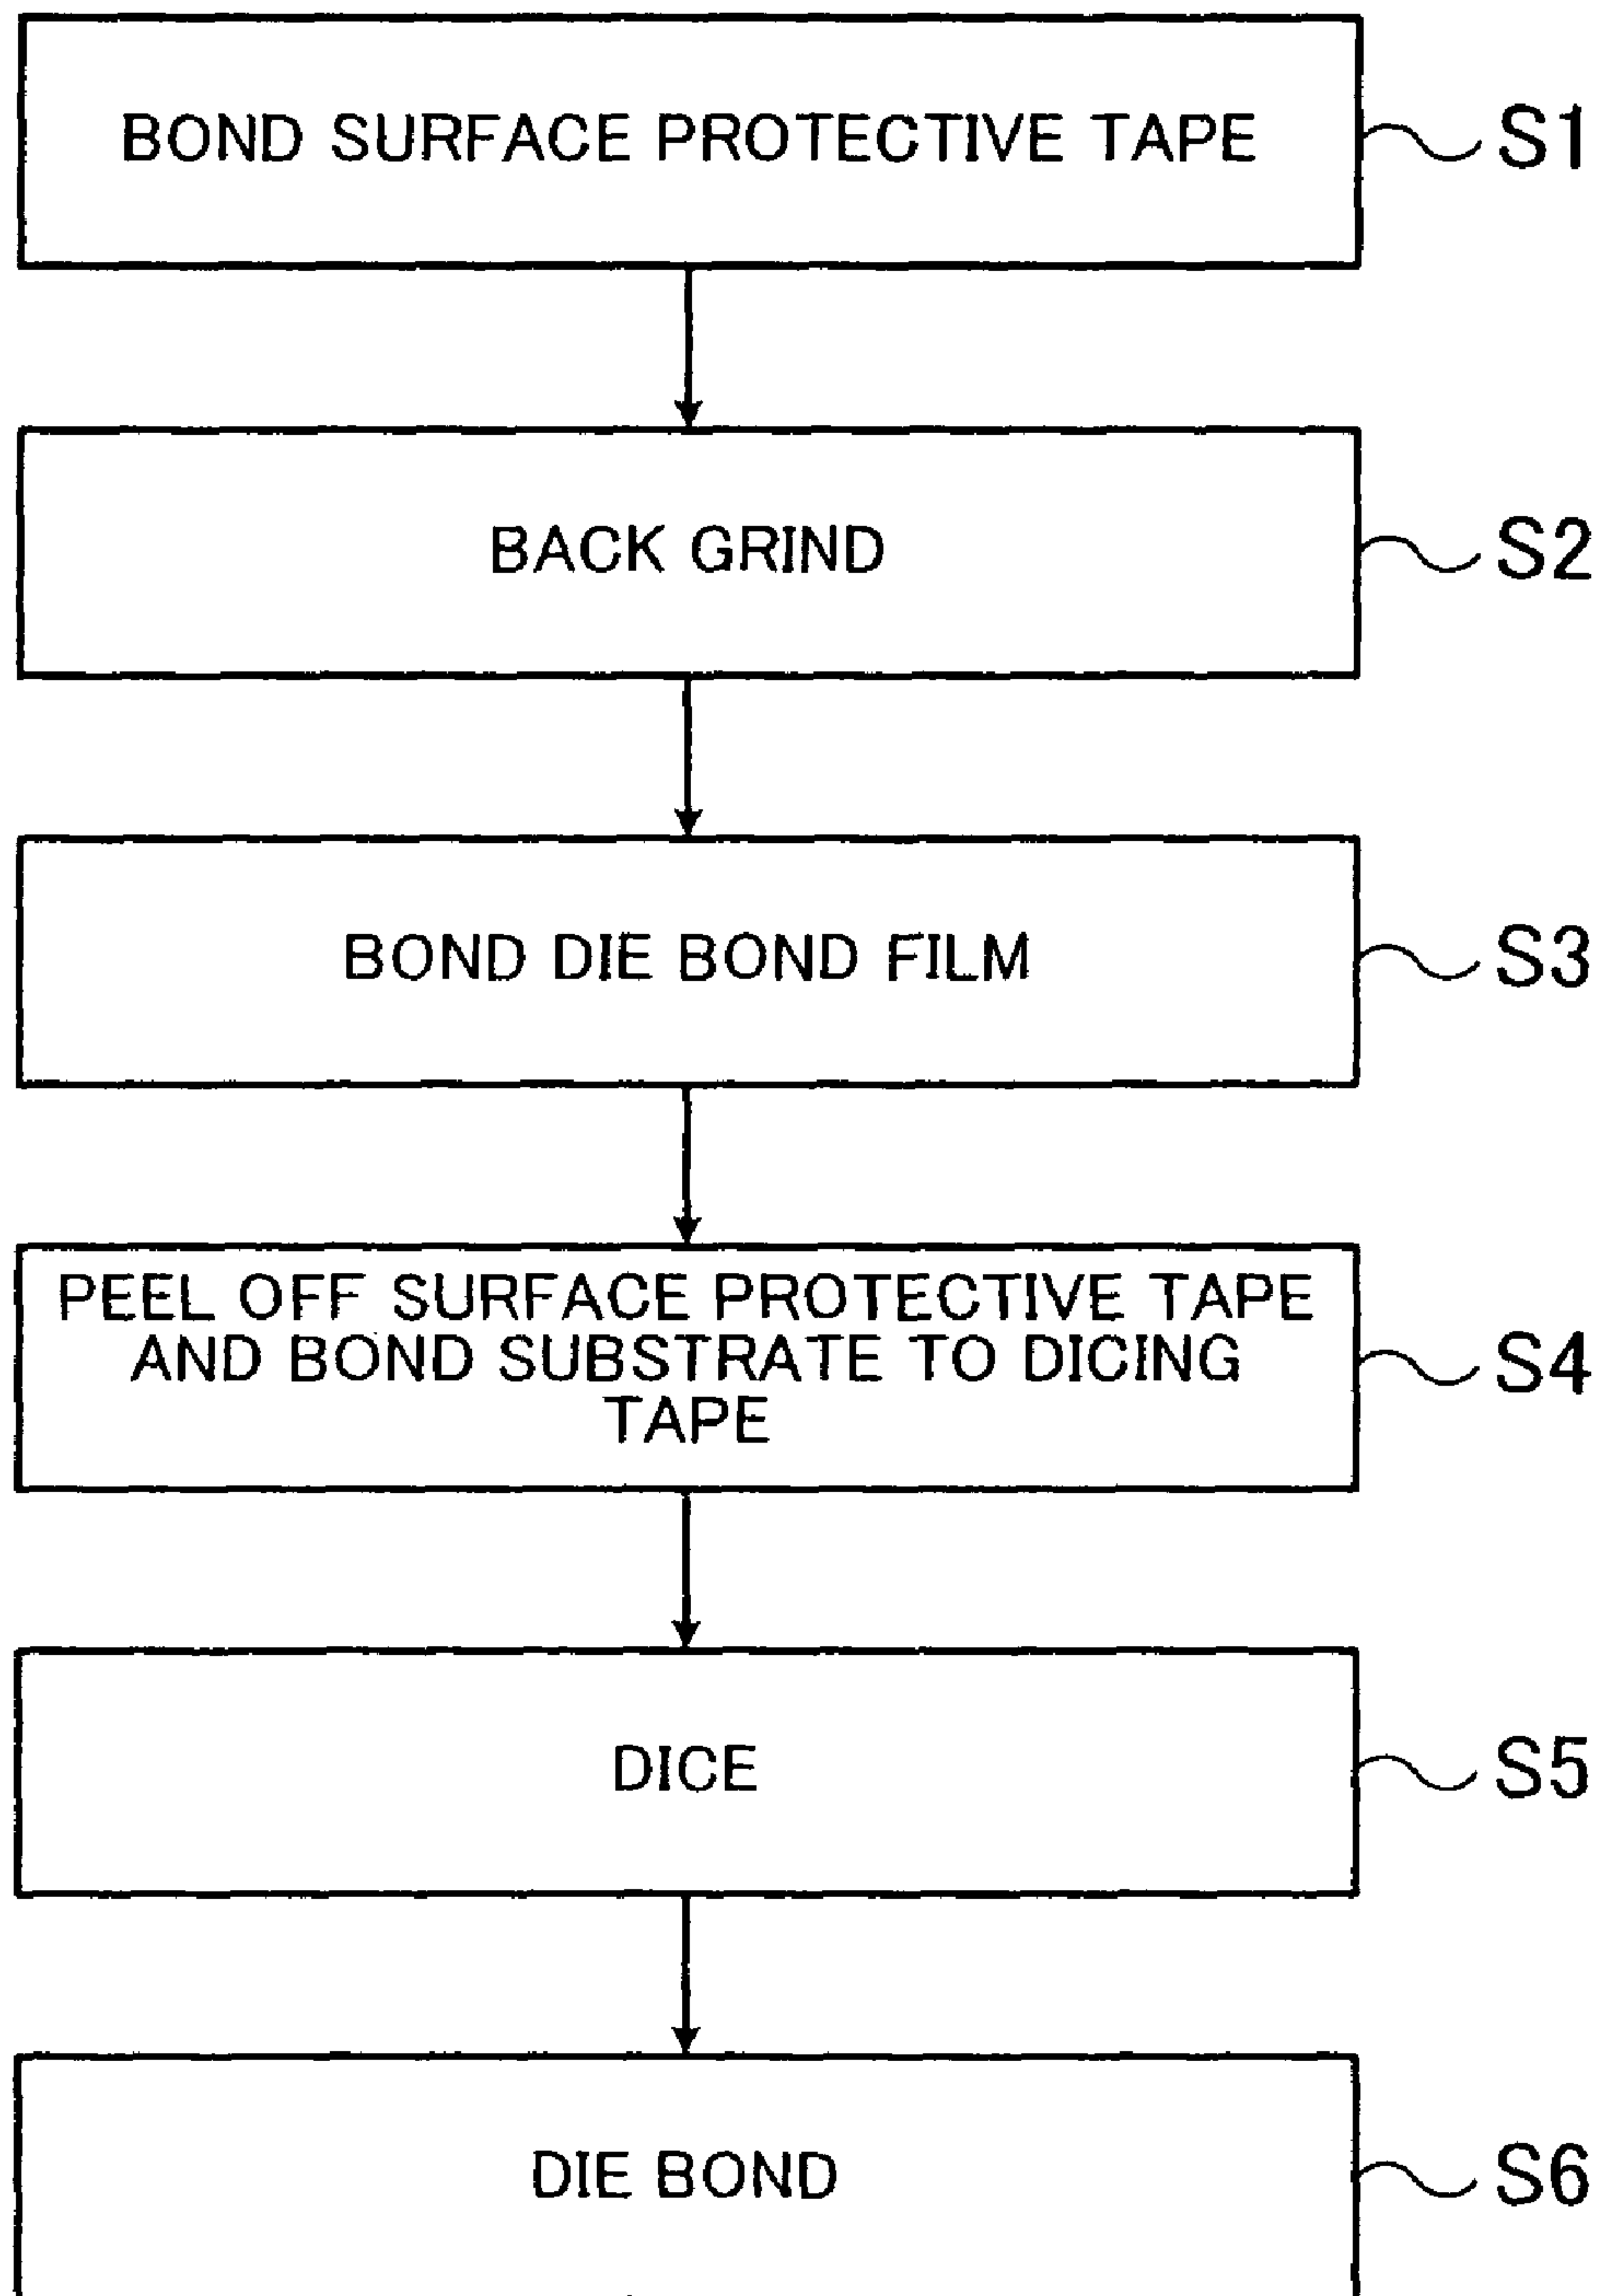 BOND SURFACE PROTECTIVE TAPE
S1
BACK GRIND
S2
BOND DIE BOND FILM
S3
PEEL OFF SURFACE PROTECTIVE TAPE
AND BOND SUBSTRATE TO DICING
TAPE
S4
DICE
S5
DIE BOND
S6